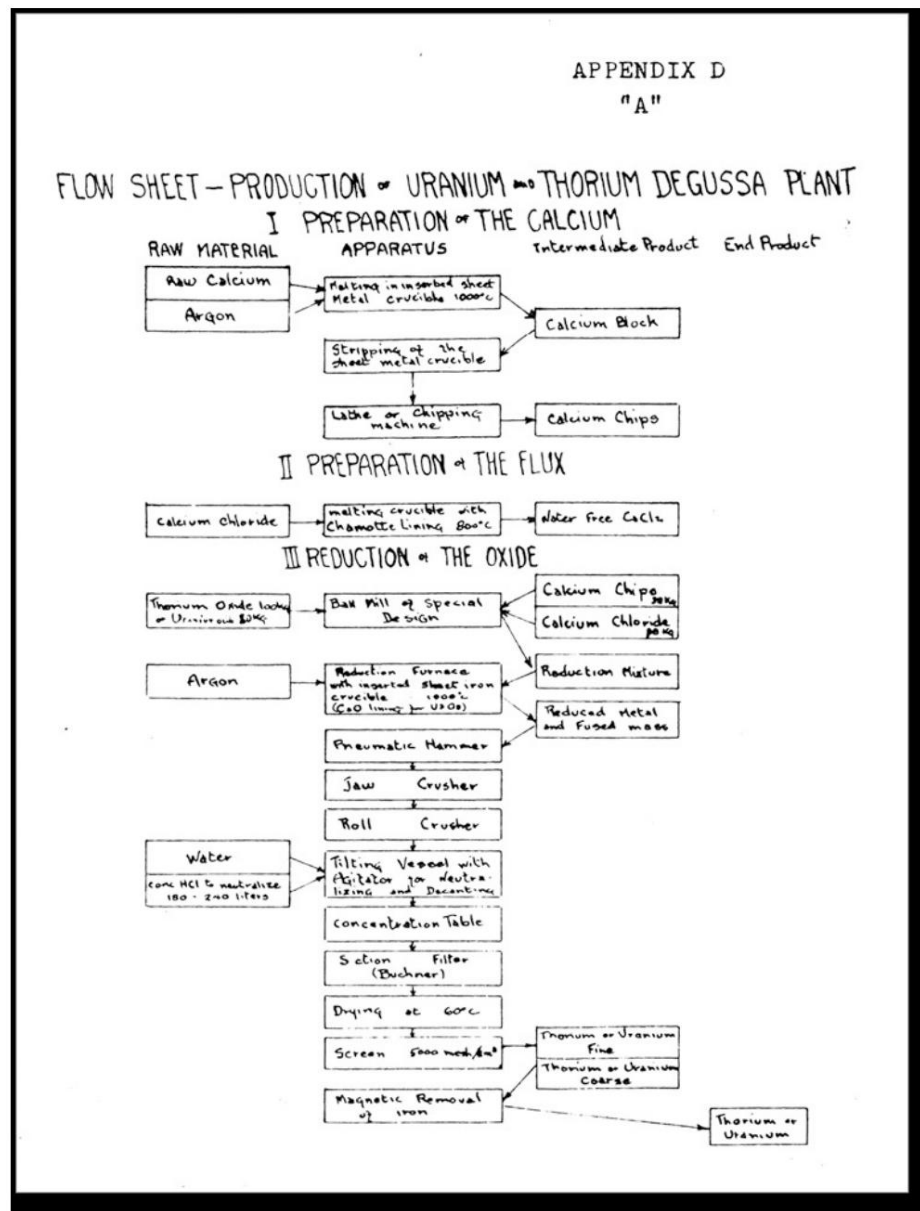 APPENDIX D
"A"
FLOW SHEET – PRODUCTION of URANIUM and THORIUM DEGUSSA PLANT
I PREPARATION of THE CALCIUM
RAW MATERIAL APPARATUS Intermediate Product End Product
Raw Calcium
Argon
Melting in inserted sheet
Metal crucible 1000°C
Calcium Block
Stripping of the
sheet metal crucible
Lathe or Chipping
machine
Calcium Chips
II PREPARATION of THE FLUX
Calcium Chloride
melting crucible with
Chamotte Lining 800°C
Water Free CaCl2
III REDUCTION of THE OXIDE
Thorium Oxide 100Kg
or 80Kg
Ball Mill of Special
Design
Calcium Chips
Kg
Calcium Chloride
Kg
Reduction Mixture
Argon
Reduction Furnace
with inserted sheet iron
crucible 1000°C
(CaO lining for U3O8)
Reduced Metal
and Fused mass
Pneumatic Hammer
Jaw Crusher
Roll Crusher
Water
conc HCl to neutralize
180 - 240 liters
Tilting Vessel with
Agitator for Neutra-
lizing and Decanting
Concentration Table
S ction Filter
(Buchner)
Drying at 60°C
Screen 5000 mesh/cm²
Thorium or Uranium
Fine
Thorium or Uranium
Coarse
Magnetic Removal
of iron
Thorium or
Uranium